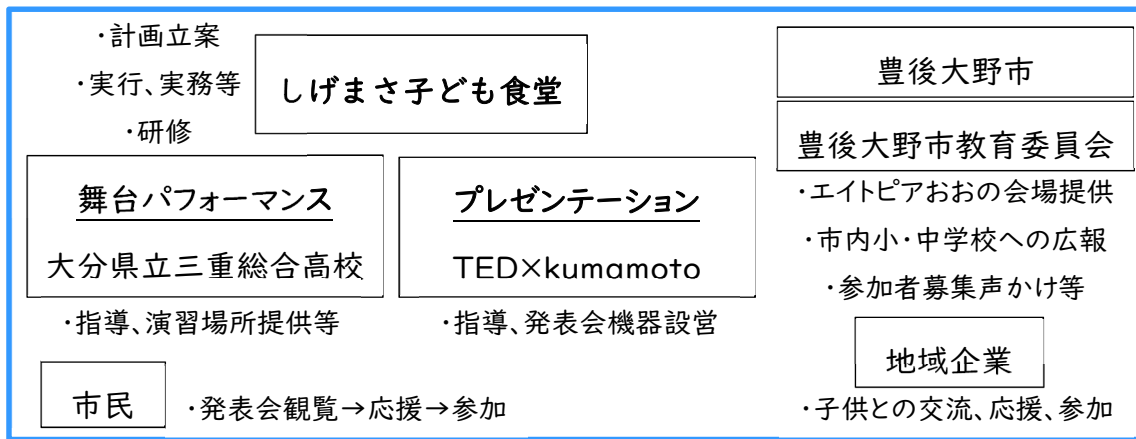 ・計画立案
・実行、実務等
・研修
しげまさ子ども食堂
舞台パフォーマンス
大分県立三重総合高校
・指導、演習場所提供等
プレゼンテーション
TED×kumamoto
・指導、発表会機器設営
豊後大野市
豊後大野市教育委員会
・エイトピアおおの会場提供
・市内小・中学校への広報
・参加者募集声かけ等
市民
・発表会観覧→応援→参加
地域企業
・子供との交流、応援、参加